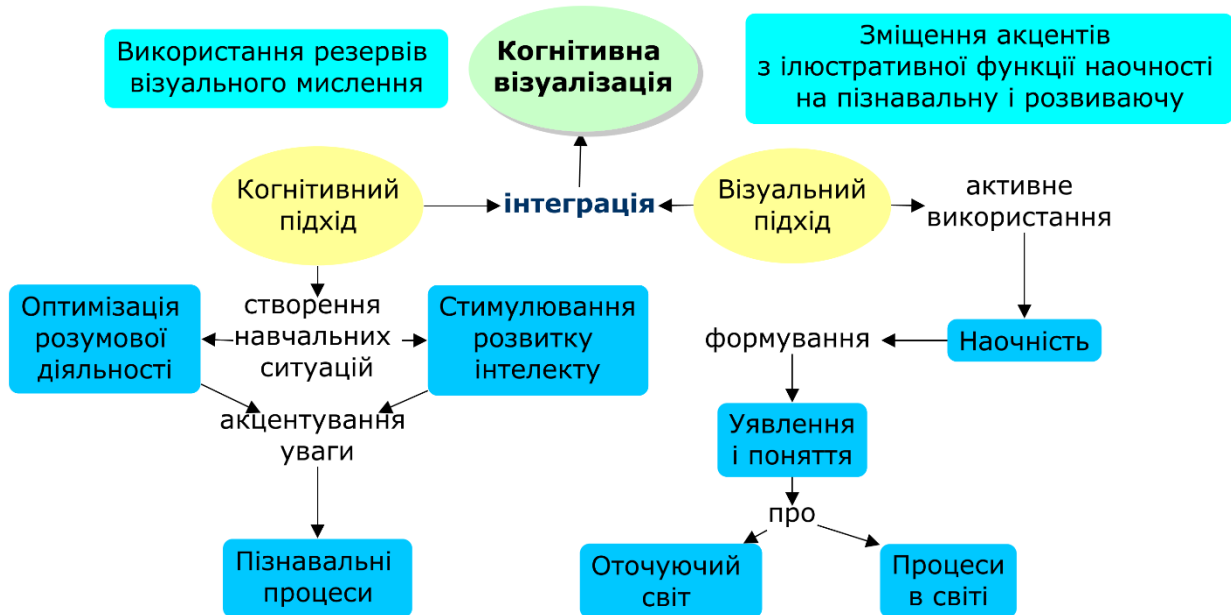 Використання резервів
візуального мислення
Когнітивна
візуалізація
Зміщення акцентів
з ілюстративної функції наочності
на пізнавальну і розвиваючу
Когнітивний
підхід
інтеграція
Візуальний
підхід
активне
використання
Оптимізація
розумової
діяльності
створення
навчальних
ситуацій
Стимулювання
розвитку
інтелекту
формування
Наочність
акцентування
уваги
Уявлення
і поняття
про
Пізнавальні
процеси
Оточуючий
світ
Процеси
в світі